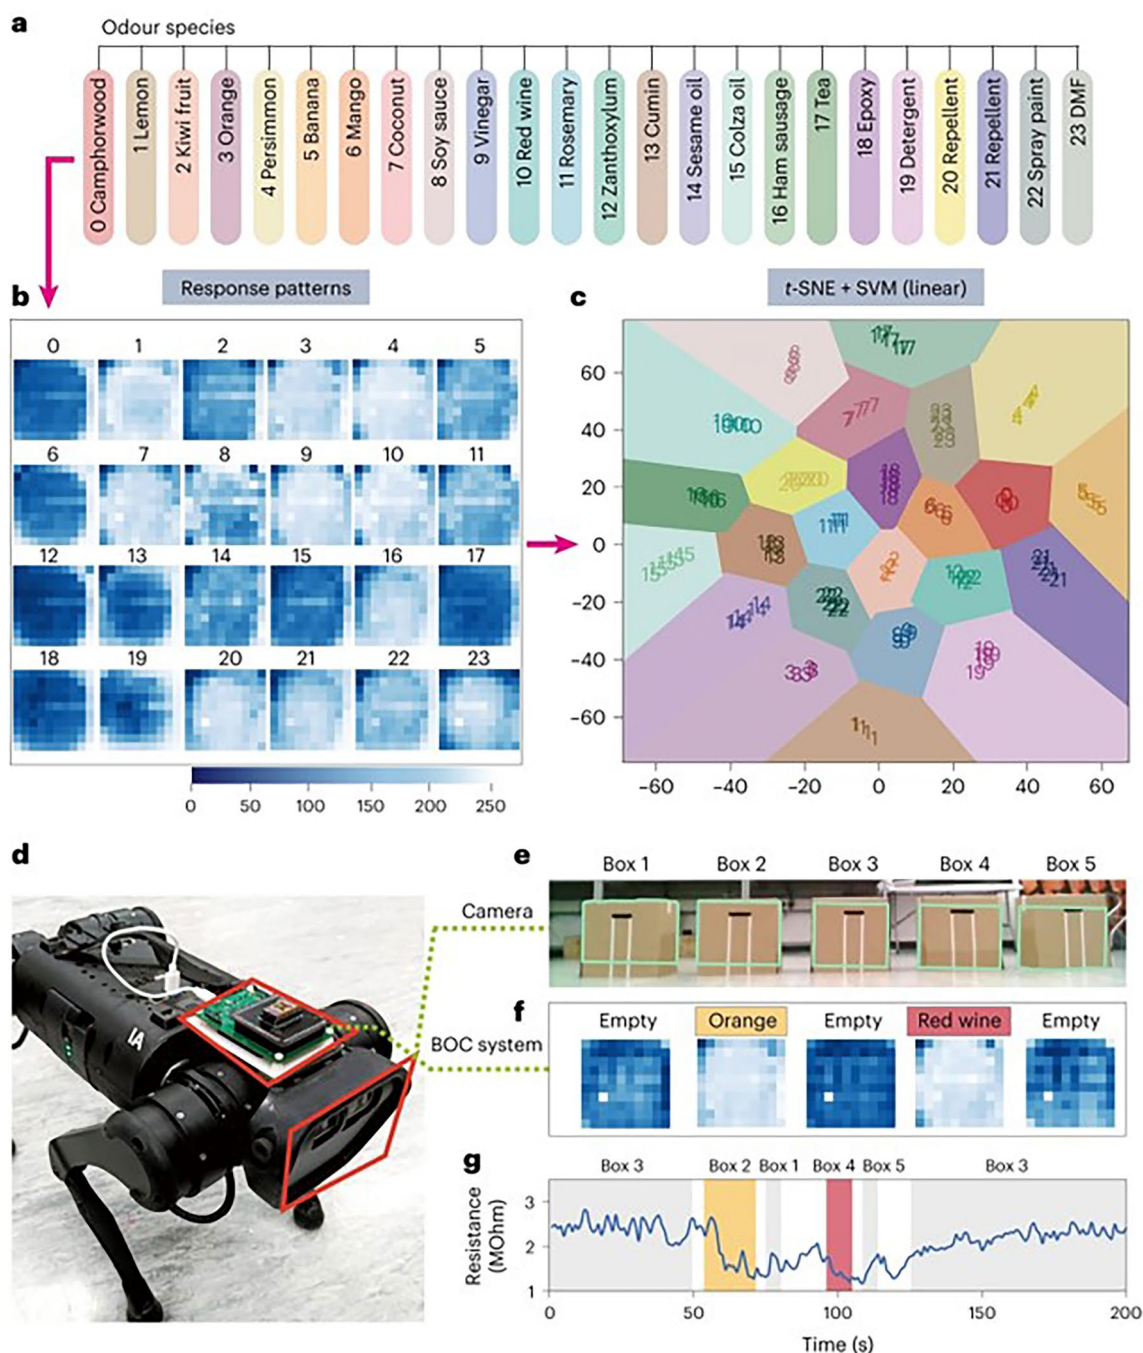 a
Odour species
0 Camphorwood
1 Lemon
2 Kiwi fruit
3 Orange
4 Persimmon
5 Banana
6 Mango
7 Coconut
8 Soy sauce
9 Vinegar
10 Red wine
11 Rosemary
12 Zanthoxylum
13 Cumin
14 Sesame oil
15 Colza oil
16 Ham sausage
17 Tea
18 Epoxy
19 Detergent
20 Repellent
21 Repellent
22 Spray paint
23 DMF
b
Response patterns
0 1 2 3 4 5
6 7 8 9 10 11
12 13 14 15 16 17
18 19 20 21 22 23
0 50 100 150 200 250
c
t-SNE + SVM (linear)
60
40
20
0
−20
−40
−60
−60 −40 −20 0 20 40 60
d
Camera
BOC system
e
Box 1 Box 2 Box 3 Box 4 Box 5
f
Empty Orange Empty Red wine Empty
g
Box 3 Box 2 Box 1 Box 4 Box 5 Box 3
Resistance
(MOhm)
3
2
1
0 50 100 150 200
Time (s)